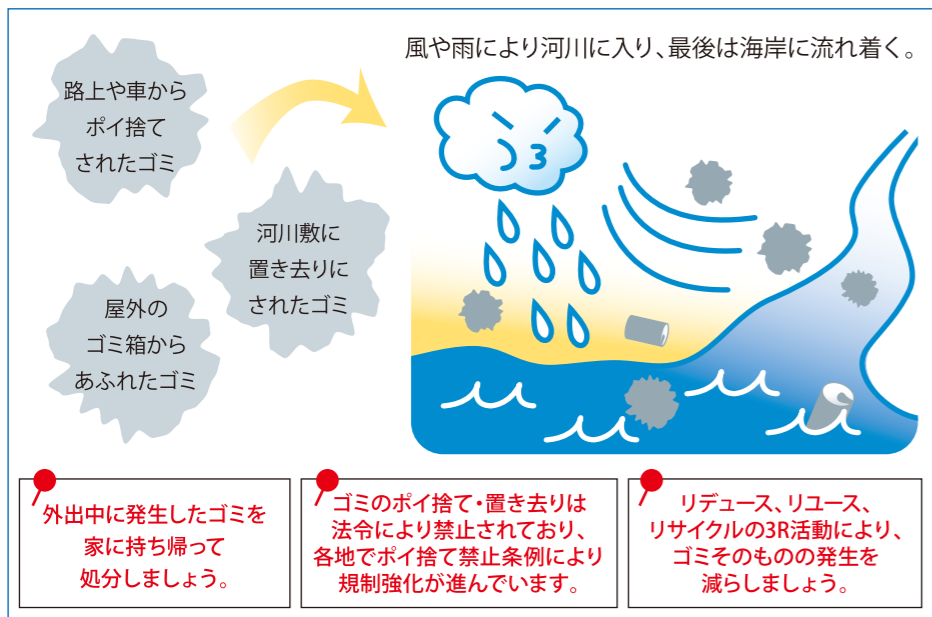 風や雨により河川に入り、最後は海岸に流れ着く。
路上や車から
ポイ捨て
されたゴミ
河川敷に
置き去りに
されたゴミ
屋外の
ゴミ箱から
あふれたゴミ
外出中に発生したゴミを
家に持ち帰って
処分しましょう。
ゴミのポイ捨て・置き去りは
法令により禁止されており、
各地でポイ捨て禁止条例により
規制強化が進んでいます。
リデュース、リユース、
リサイクルの3R活動により、
ゴミそのものの発生を
減らしましょう。